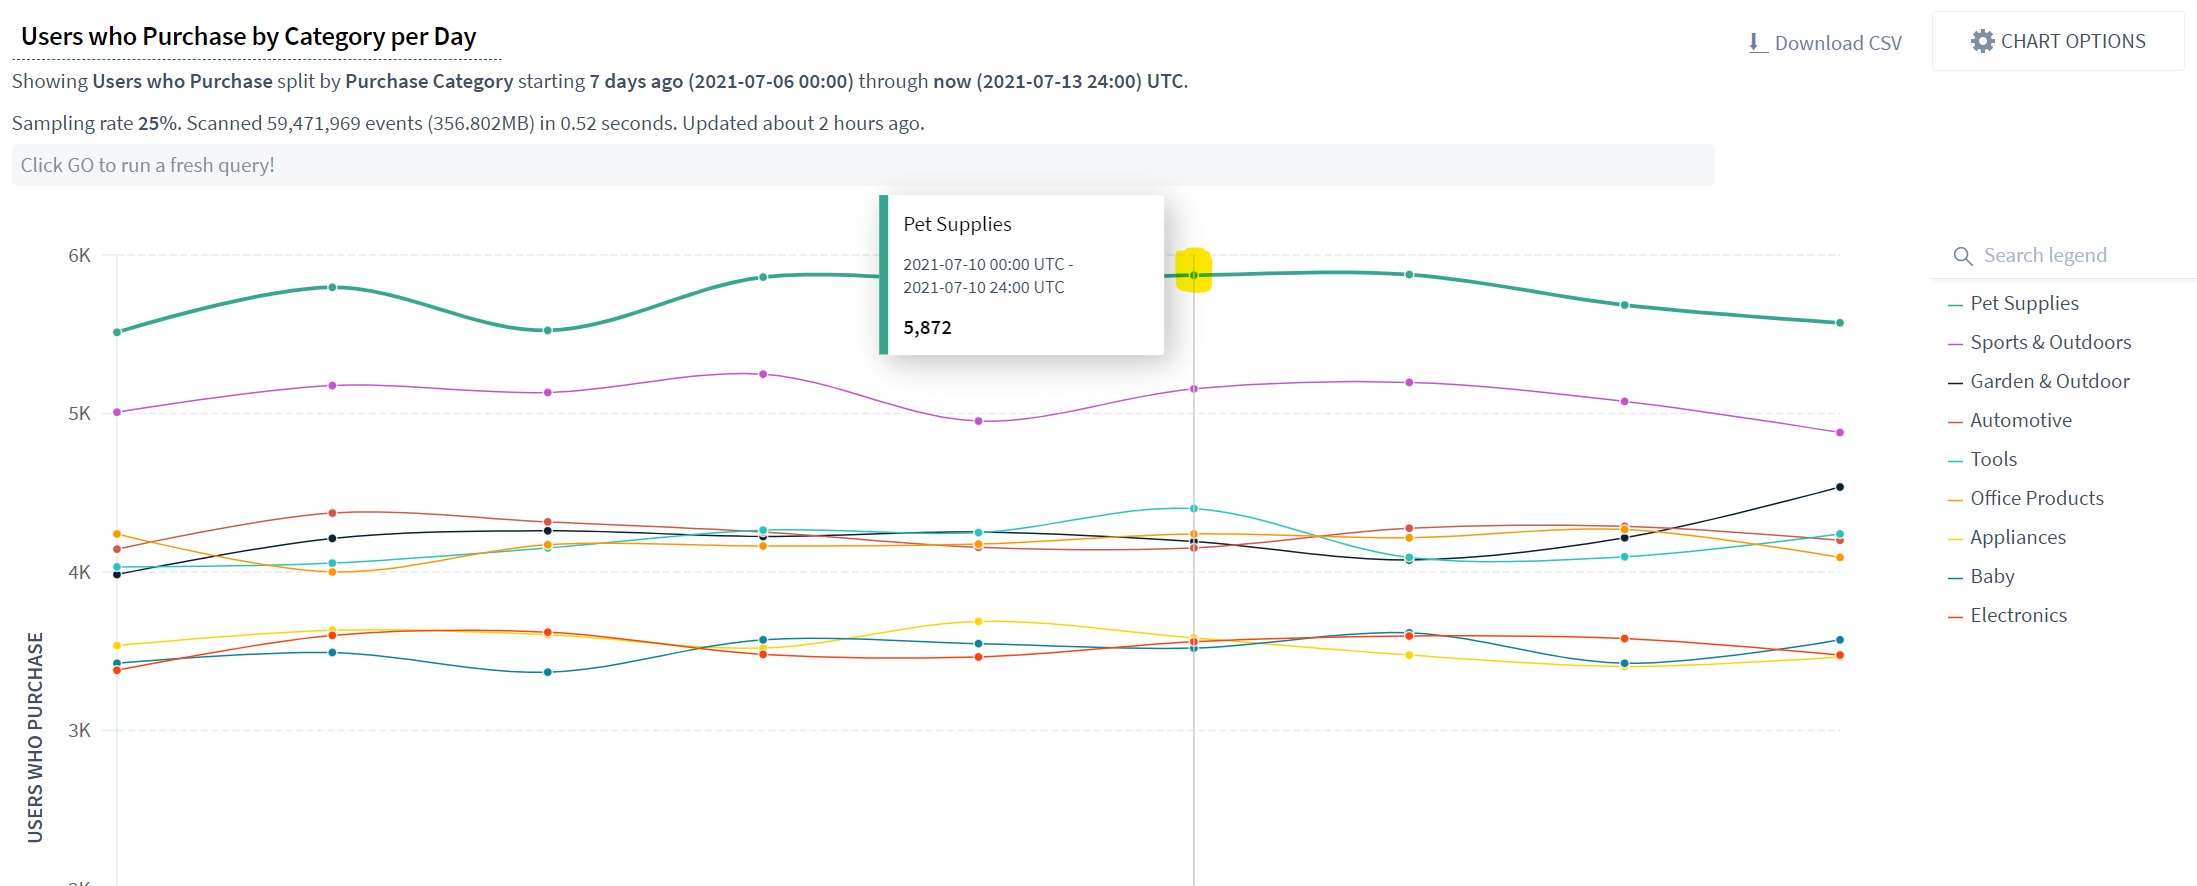 Users who Purchase by Category per Day
Download CSV
CHART OPTIONS
Showing Users who Purchase split by Purchase Category starting 7 days ago (2021-07-06 00:00) through now (2021-07-13 24:00) UTC.
Sampling rate 25%. Scanned 59,471,969 events (356.802MB) in 0.52 seconds. Updated about 2 hours ago.
Click GO to run a fresh query!
Pet Supplies
2021-07-10 00:00 UTC -
2021-07-10 24:00 UTC
5,872
6K
5K
4K
3K
USERS WHO PURCHASE
Search legend
Pet Supplies
Sports & Outdoors
Garden & Outdoor
Automotive
Tools
Office Products
Appliances
Baby
Electronics